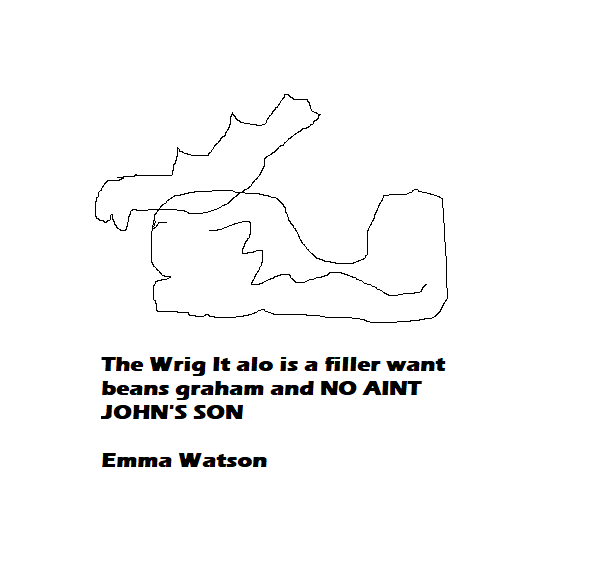 The Wrig It alo is a filler want
beans graham and NO AINT
JOHN'S SON
Emma Watson